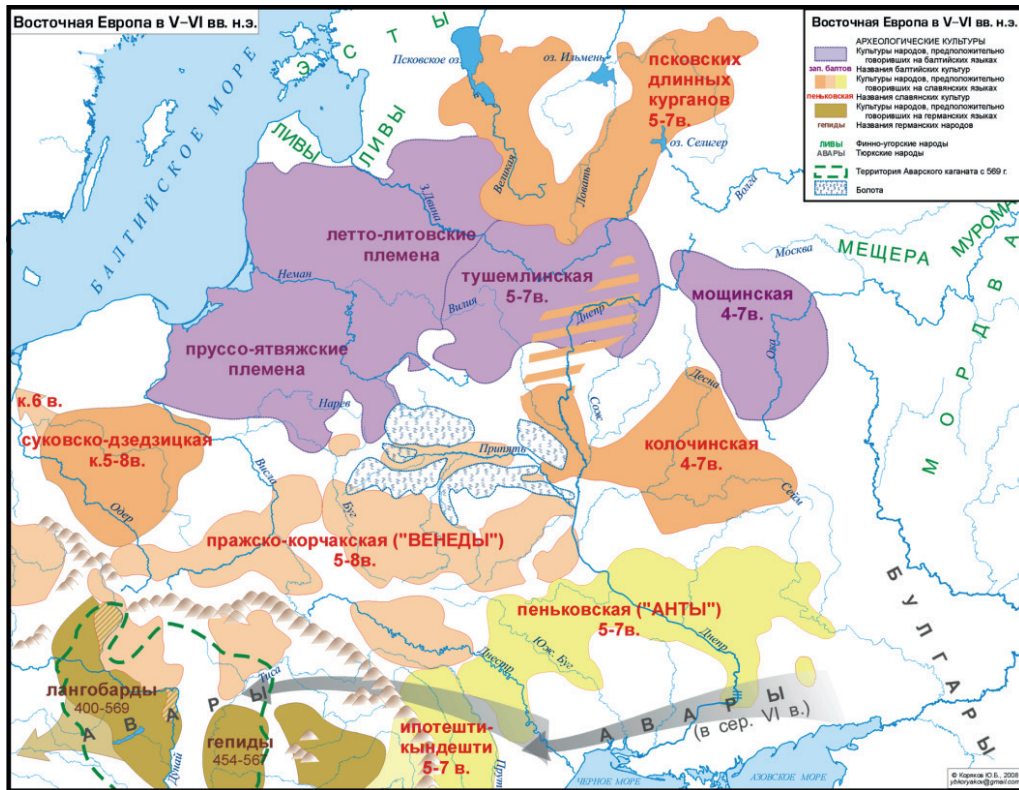 Восточная Европа в V–VI вв. н.э.
Восточная Европа в V–VI вв. н.э.
АРХЕОЛОГИЧЕСКИЕ КУЛЬТУРЫ
Культуры народов, предположительно
говоривших на балтийских языках
зап. балтов
Названия балтийских культур
Культуры народов, предположительно
говоривших на славянских языках
пеньковская
Названия славянских культур
Культуры народов, предположительно
говоривших на германских языках
гепиды
Названия германских народов
ЛИВЫ
Финно-угорские народы
АВАРЫ
Тюркские народы
Территория Аварского каганата с 569 г.
Болота
ЭСТЫ
Псковское оз.
оз. Ильмень
псковских
длинных
курганов
5-7в.
оз. Селигер
БАЛТИЙСКОЕ МОРЕ
ЛИВЫ
ЛИВЫ
Великая
Ловать
Волга
З.Двина
МУРОМА
Москва
МЕЩЕРА
МОРДВА
летто-литовские
племена
Неман
тушемлинская
5-7в.
Вилия
Днепр
мощинская
4-7в.
Ока
пруссо-ятвяжские
племена
Нарев
Сож
Десна
к.6 в.
суковско-дзедзицкая
к.5-8в.
Висла
Одер
Припять
колочинская
4-7в.
Сейм
Буг
пражско-корчакская ("ВЕНЕДЫ")
5-8в.
БУЛГАРЫ
пеньковская ("АНТЫ")
5-7в.
Днепр
Юж. Буг
Днестр
Тиса
лангобарды
400-569
АВАРЫ
АВАРЫ
(в сер. VI в.)
гепиды
454-567
ипотешти-
кындешти
5-7 в.
Дунай
Прут
ЧЕРНОЕ МОРЕ
АЗОВСКОЕ МОРЕ
© Коряков Ю.Б., 2008
ybkoryakov@gmail.com